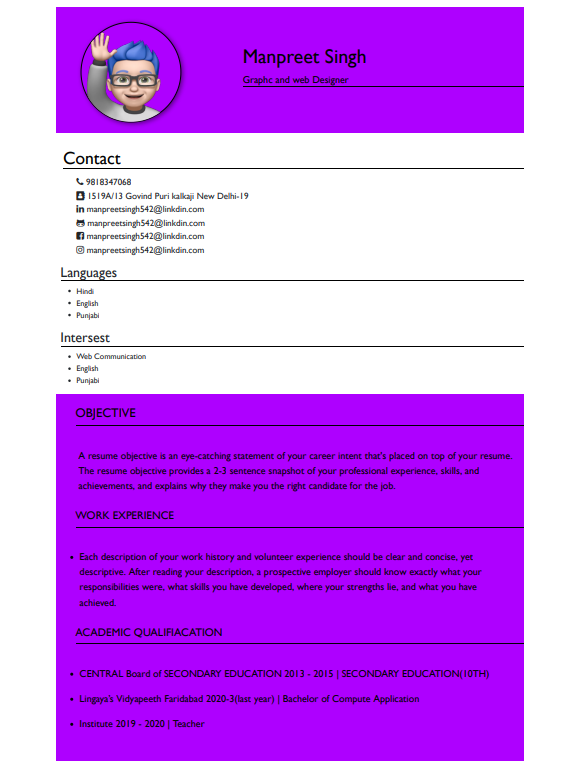 Manpreet Singh
Graphc and web Designer
Contact
9818347068
1519A/13 Govind Puri kalkaji New Delhi-19
manpreetsingh542@linkdin.com
manpreetsingh542@linkdin.com
manpreetsingh542@linkdin.com
manpreetsingh542@linkdin.com
Languages
• Hindi
• English
• Punjabi
Intersest
• Web Communication
• English
• Punjabi
OBJECTIVE
A resume objective is an eye-catching statement of your career intent that's placed on top of your resume.
The resume objective provides a 2-3 sentence snapshot of your professional experience, skills, and
achievements, and explains why they make you the right candidate for the job.
WORK EXPERIENCE
• Each description of your work history and volunteer experience should be clear and concise, yet
descriptive. After reading your description, a prospective employer should know exactly what your
responsibilities were, what skills you have developed, where your strengths lie, and what you have
achieved.
ACADEMIC QUALIFIACATION
• CENTRAL Board of SECONDARY EDUCATION 2013 - 2015 | SECONDARY EDUCATION(10TH)
• Lingaya's Vidyapeeth Faridabad 2020-3(last year) | Bachelor of Compute Application
• Institute 2019 - 2020 | Teacher